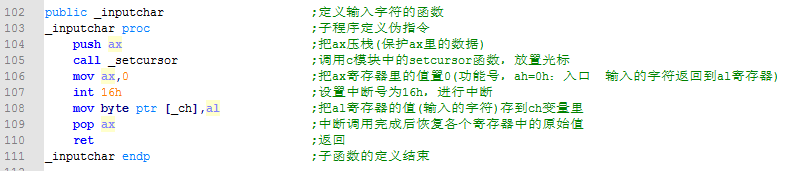 102 public _inputchar ;定义输入字符的函数
103 _inputchar proc ;子程序定义伪指令
104 push ax ;把ax压栈(保护ax里的数据)
105 call _setcursor ;调用c模块中的setcursor函数，放置光标
106 mov ax,0 ;把ax寄存器里的值置0(功能号，ah=0h：入口 输入的字符返回到al寄存器)
107 int 16h ;设置中断号为16h，进行中断
108 mov byte ptr [_ch],al ;把al寄存器的值(输入的字符)存到ch变量里
109 pop ax ;中断调用完成后恢复各个寄存器中的原始值
110 ret ;返回
111 _inputchar endp ;子函数的定义结束